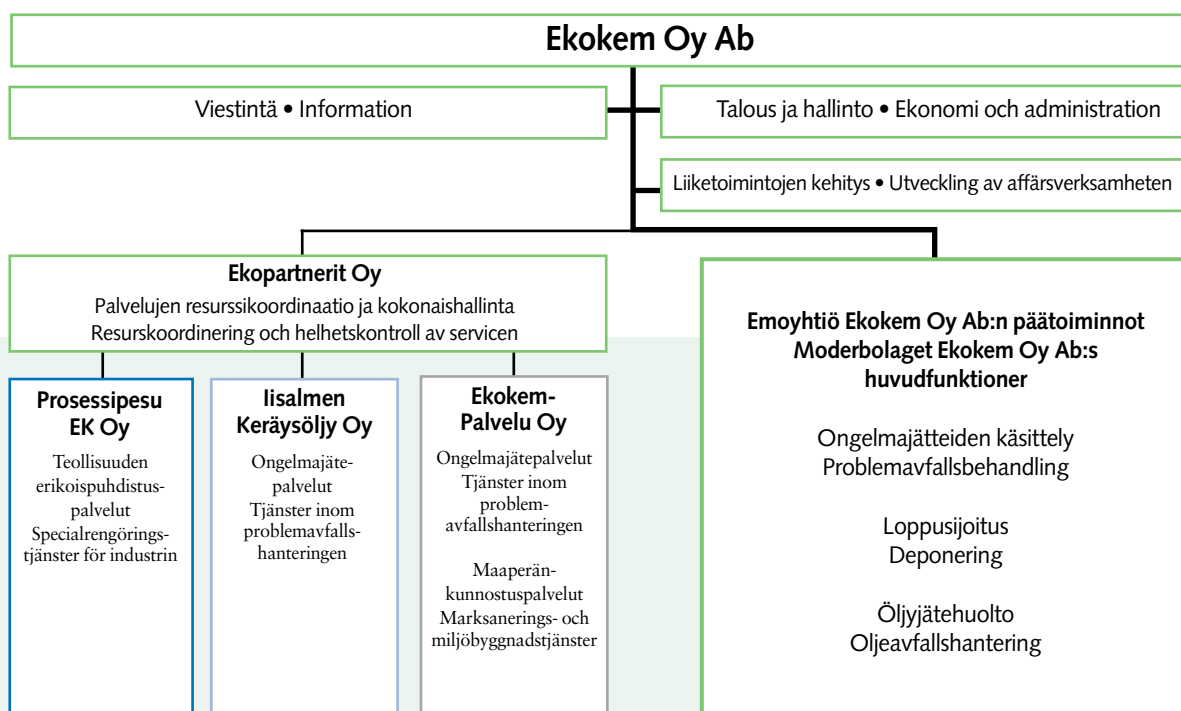 Ekokem Oy Ab
Viestintä • Information
Talous ja hallinto • Ekonomi och administration
Liiketoimintojen kehitys • Utveckling av affärsverksamheten
Ekopartnerit Oy
Palvelujen resurssikoordinaatio ja kokonaishallinta
Resurskoordinering och helhetskontroll av servicen
Prosessipesu
EK Oy
Teollisuuden
erikoispuhdistus-
palvelut
Specialrengörings-
tjänster för industrin
Iisalmen
Keräysöljy Oy
Ongelmajäte-
palvelut
Tjänster inom
problemavfalls-
hanteringen
Ekokem-
Palvelu Oy
Ongelmajätepalvelut
Tjänster inom
problem-
avfallshanteringen
Maaperän-
kunnostuspalvelut
Marksanerings- och
miljöbyggnadstjänster
Emoyhtiö Ekokem Oy Ab:n päätoiminnot
Moderbolaget Ekokem Oy Ab:s
huvudfunktioner
Ongelmajätteiden käsittely
Problemavfallsbehandling
Loppusijoitus
Deponering
Öljyjätehuolto
Oljeavfallshantering